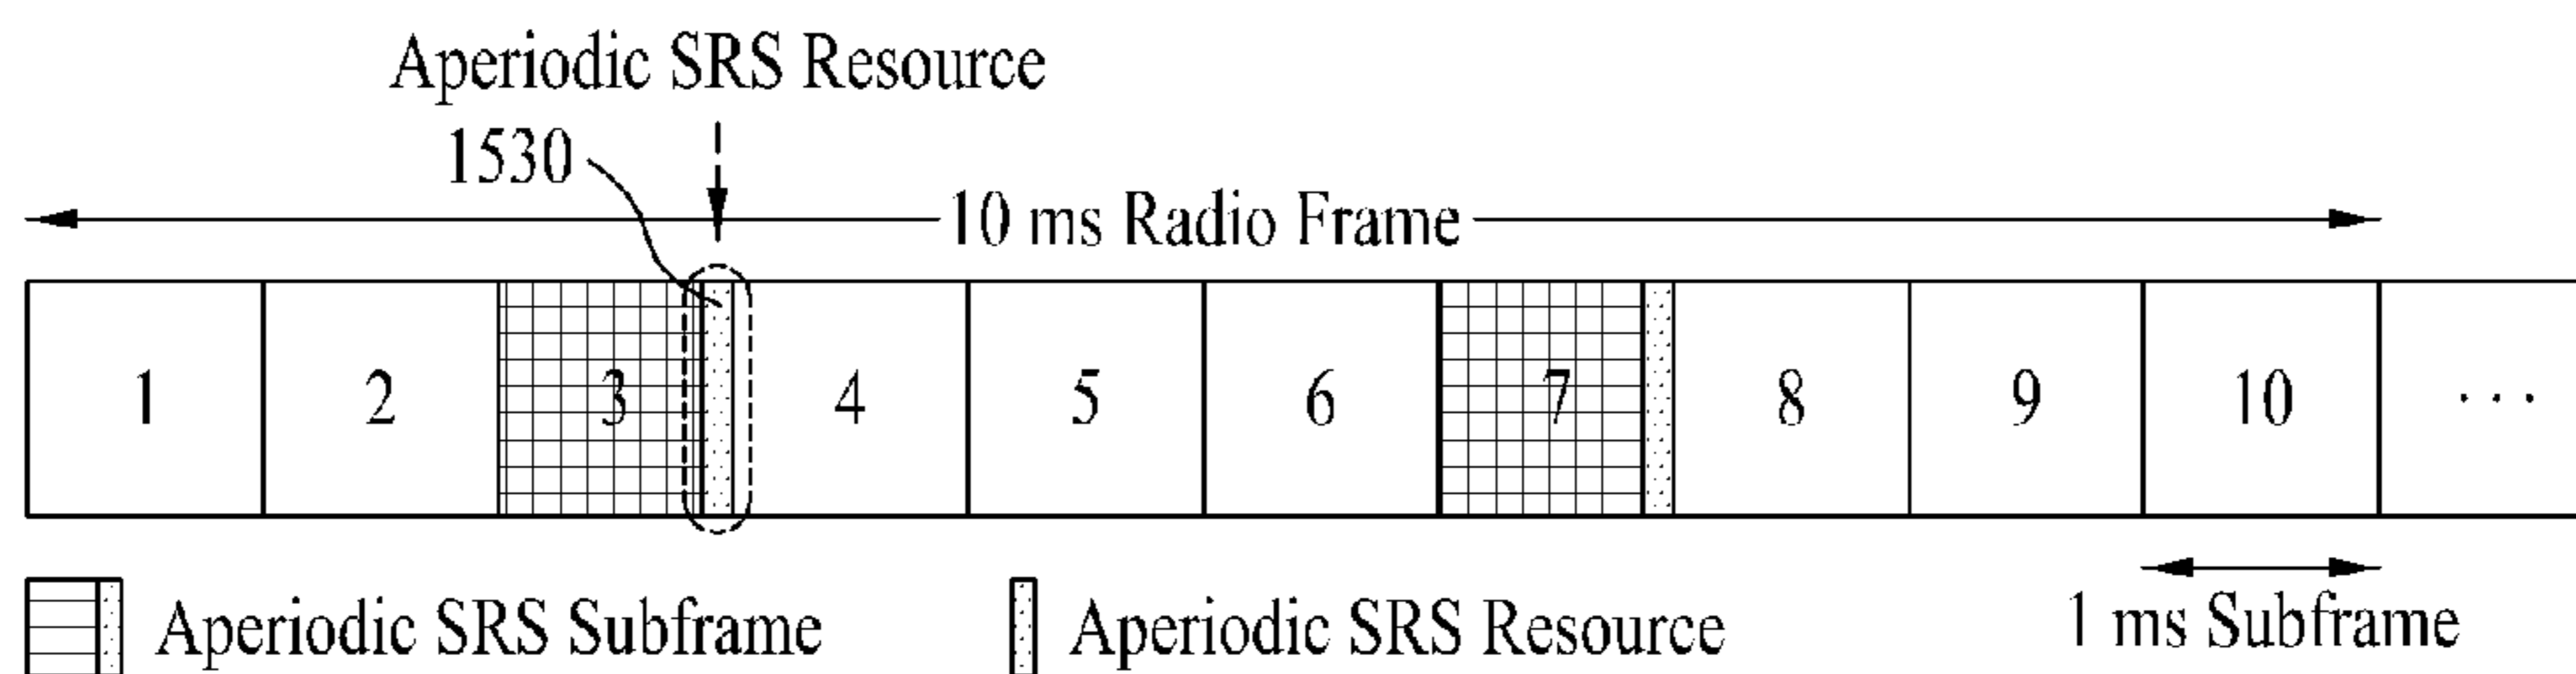 Aperiodic SRS Resource
1530
10 ms Radio Frame
1 2 3 4 5 6 7 8 9 10 ...
Aperiodic SRS Subframe
Aperiodic SRS Resource
1 ms Subframe